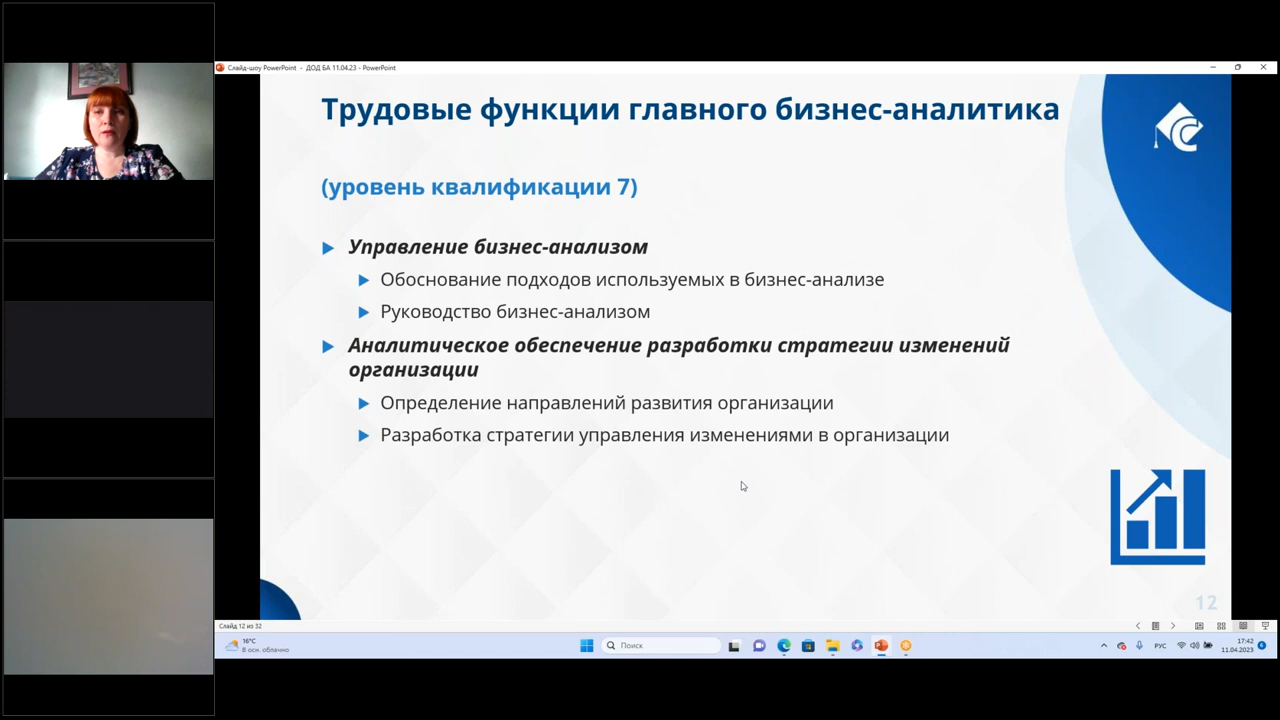 Слайд-шоу PowerPoint - ДОД БА 11.04.23 - PowerPoint
Трудовые функции главного бизнес-аналитика
(уровень квалификации 7)
Управление бизнес-анализом
Обоснование подходов используемых в бизнес-анализе
Руководство бизнес-анализом
Аналитическое обеспечение разработки стратегии изменений
организации
Определение направлений развития организации
Разработка стратегии управления изменениями в организации
12
Слайд 12 из 32
16°C
В осн. облачно
Поиск
РУС
17:42
11.04.2023